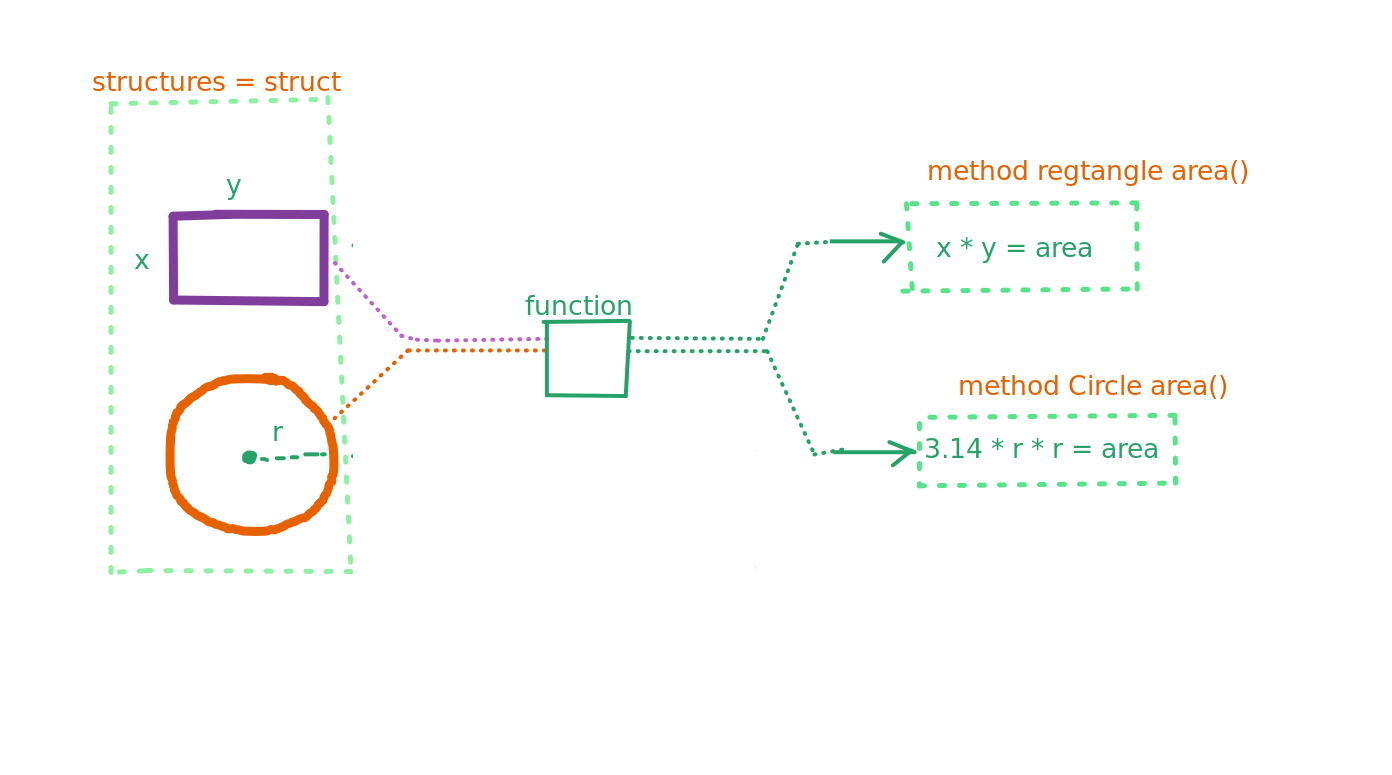 structures = struct
y
x
r
function
method regtangle area()
x * y = area
method Circle area()
3.14 * r * r = area